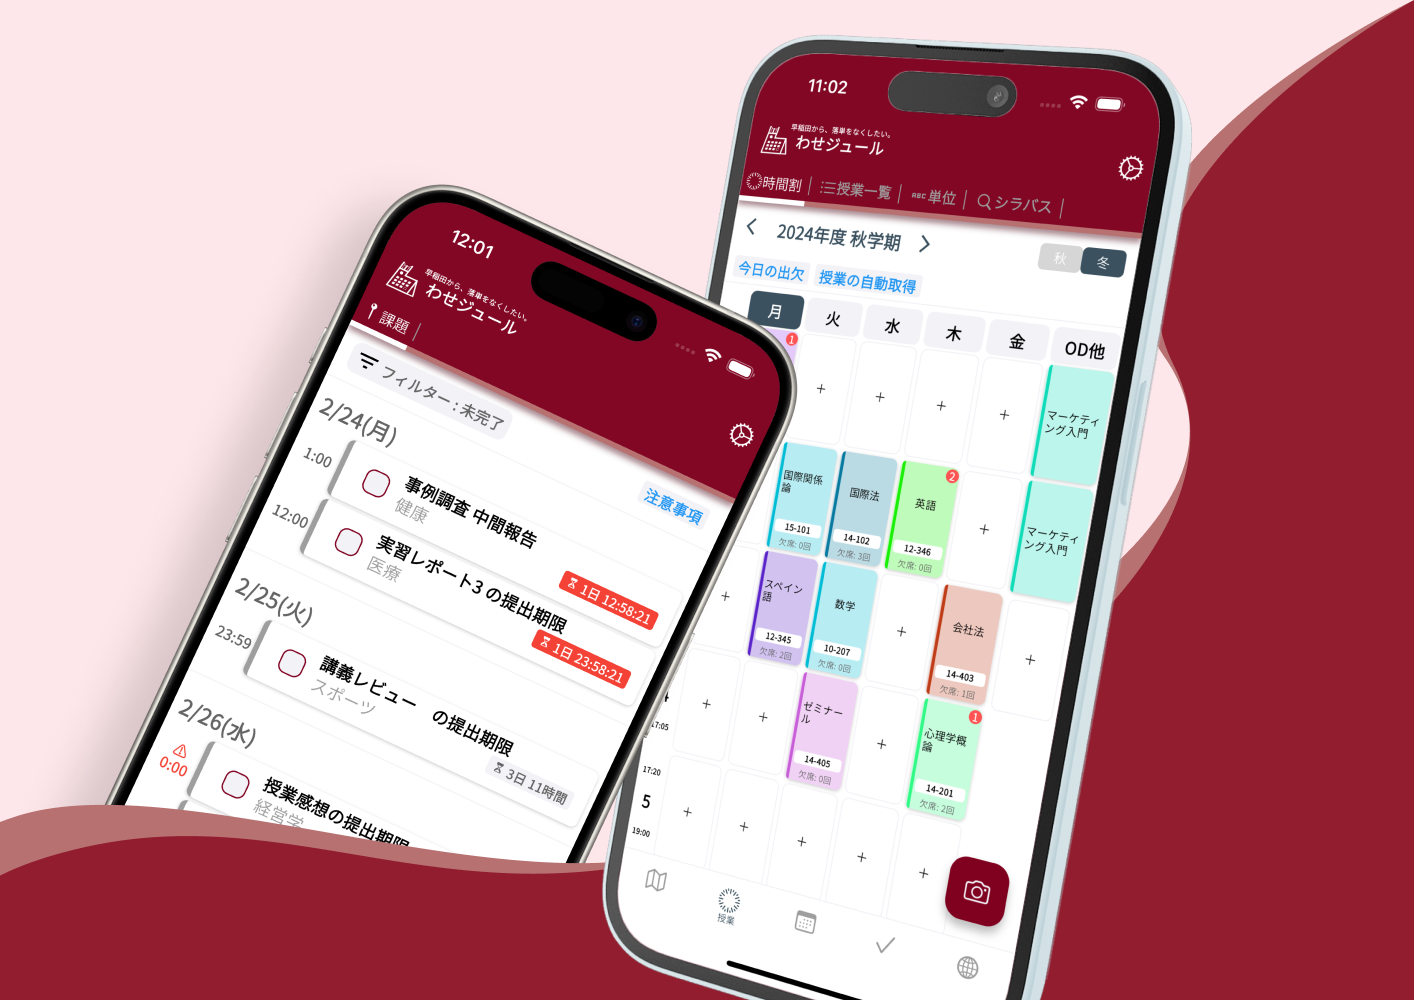 12:01
早稲田から、落単をなくしたい。
わせジュール
課題
フィルター : 未完了
注意事項
2/24(月)
1:00
事例調査 中間報告
健康
1日 12:58:21
12:00
実習レポート3 の提出期限
医療
1日 23:58:21
2/25(火)
23:59
講義レビュー　の提出期限
スポーツ
3日 11時間
2/26(水)
0:00
授業感想の提出期限
経営学
11:02
早稲田から、落単をなくしたい。
わせジュール
時間割
授業一覧
ABC 単位
シラバス
2024年度 秋学期
秋 冬
今日の出欠 授業の自動取得
月 火 水 木 金 OD他
1
+ + + +
マーケティ
ング入門
国際関係
論
15-101
欠席: 0回
国際法
14-102
欠席: 3回
2
英語
12-346
欠席: 0回
+
マーケティ
ング入門
+
スペイン
語
12-345
欠席: 2回
数学
10-207
欠席: 0回
+
会社法
14-403
欠席: 1回
+
17:05
+ +
ゼミナー
ル
14-405
欠席: 0回
+
1
心理学概
論
14-201
欠席: 2回
17:20
5
19:00
+ + + + +
授業